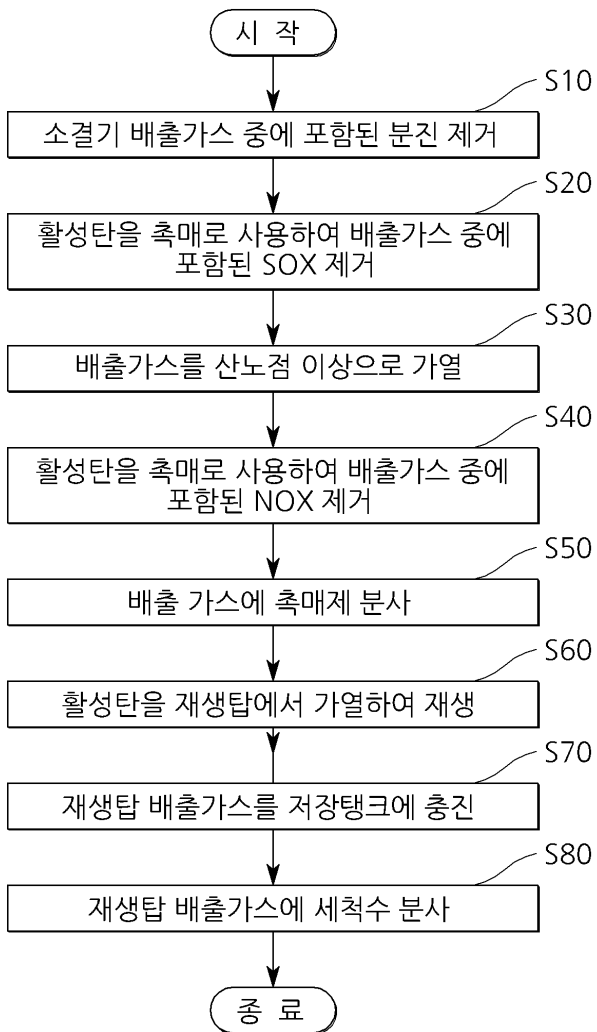 시 작
S10
소결기 배출가스 중에 포함된 분진 제거
S20
활성탄을 촉매로 사용하여 배출가스 중에
포함된 SOX 제거
S30
배출가스를 산노점 이상으로 가열
S40
활성탄을 촉매로 사용하여 배출가스 중에
포함된 NOX 제거
S50
배출 가스에 촉매제 분사
S60
활성탄을 재생탑에서 가열하여 재생
S70
재생탑 배출가스를 저장탱크에 충진
S80
재생탑 배출가스에 세척수 분사
종 료